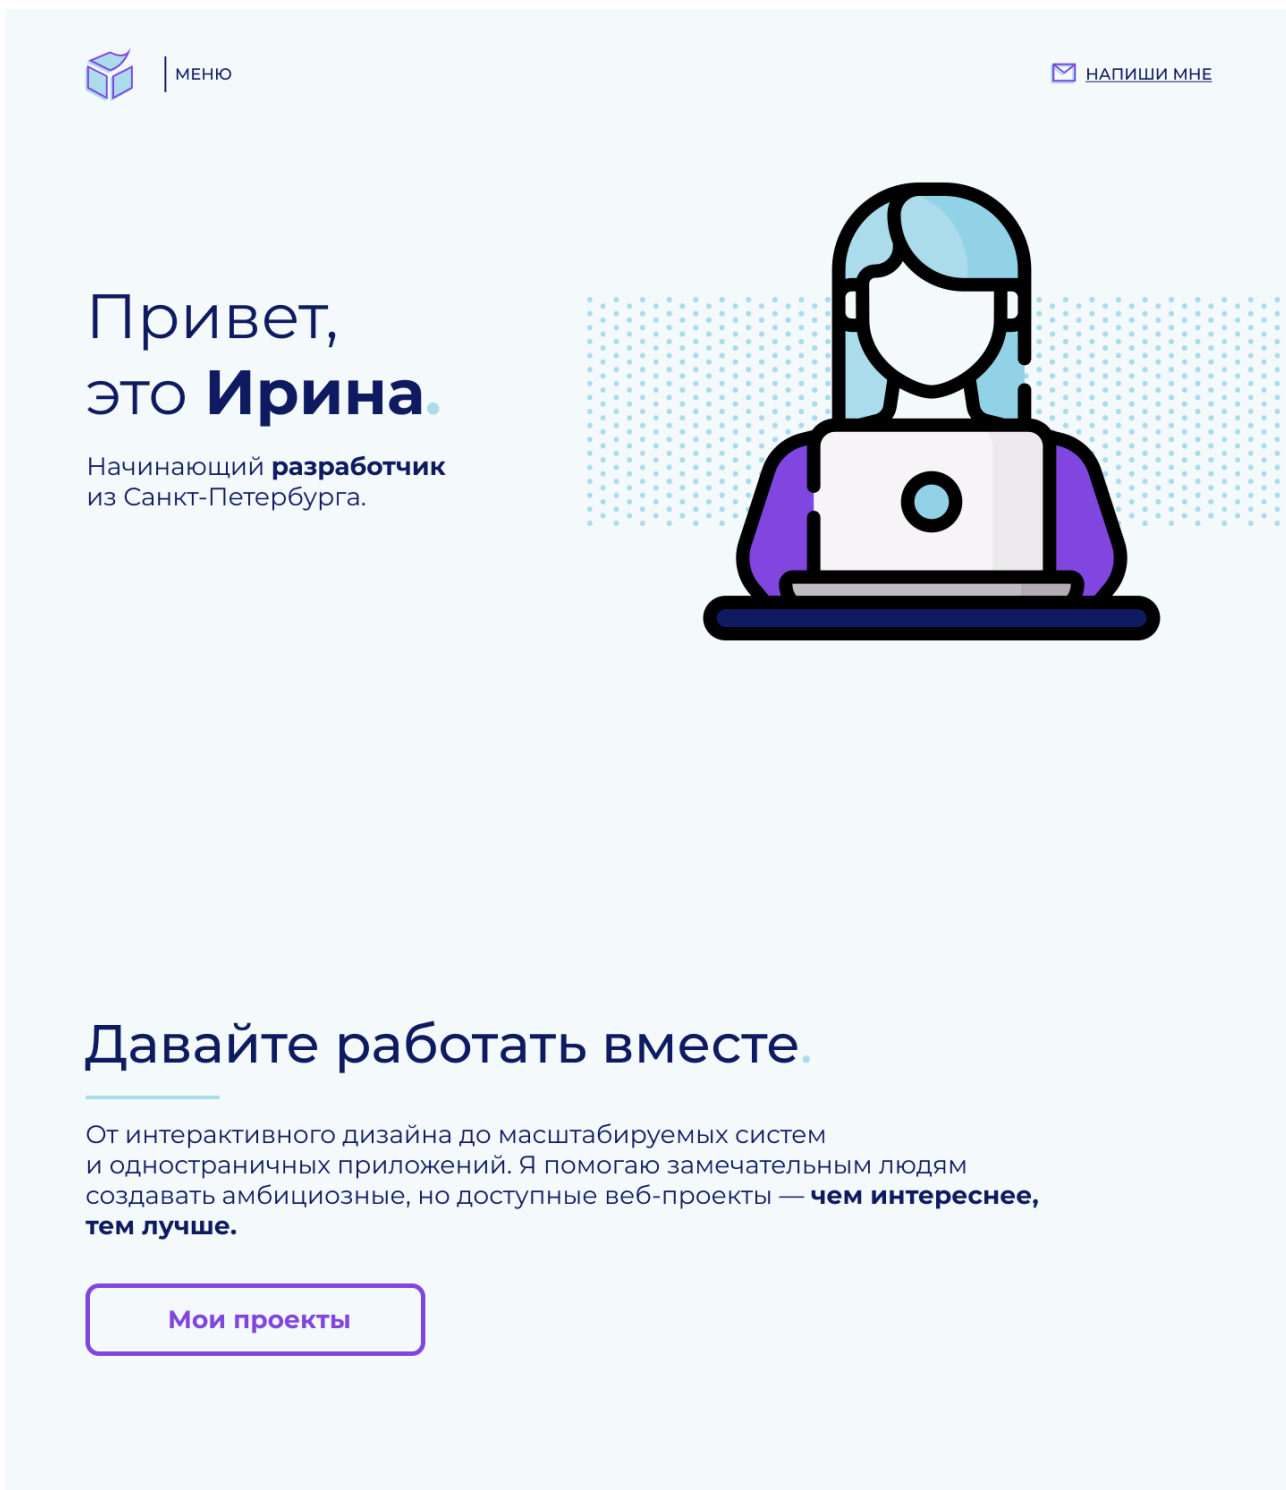 МЕНЮ
НАПИШИ МНЕ
Привет,
это Ирина.
Начинающий разработчик
из Санкт-Петербурга.
Давайте работать вместе.
От интерактивного дизайна до масштабируемых систем
и одностраничных приложений. Я помогаю замечательным людям
создавать амбициозные, но доступные веб-проекты — чем интереснее,
тем лучше.
Мои проекты